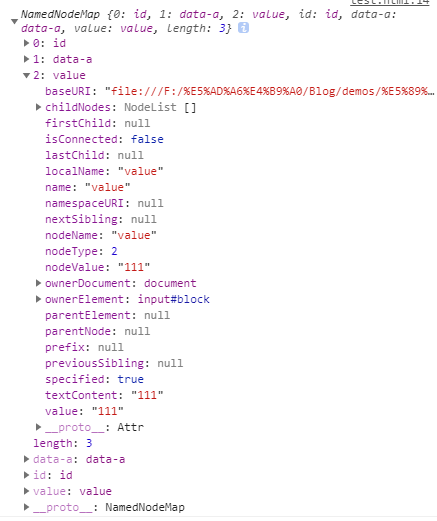 test.html:14
NamedNodeMap {0: id, 1: data-a, 2: value, id: id, data-a:
data-a, value: value, length: 3} i
0: id
1: data-a
2: value
baseURI: "file:///F:/%E5%AD%A6%E4%B9%A0/Blog/demos/%E5%89%…
childNodes: NodeList []
firstChild: null
isConnected: false
lastChild: null
localName: "value"
name: "value"
namespaceURI: null
nextSibling: null
nodeName: "value"
nodeType: 2
nodeValue: "111"
ownerDocument: document
ownerElement: input#block
parentElement: null
parentNode: null
prefix: null
previousSibling: null
specified: true
textContent: "111"
value: "111"
__proto__: Attr
length: 3
data-a: data-a
id: id
value: value
__proto__: NamedNodeMap